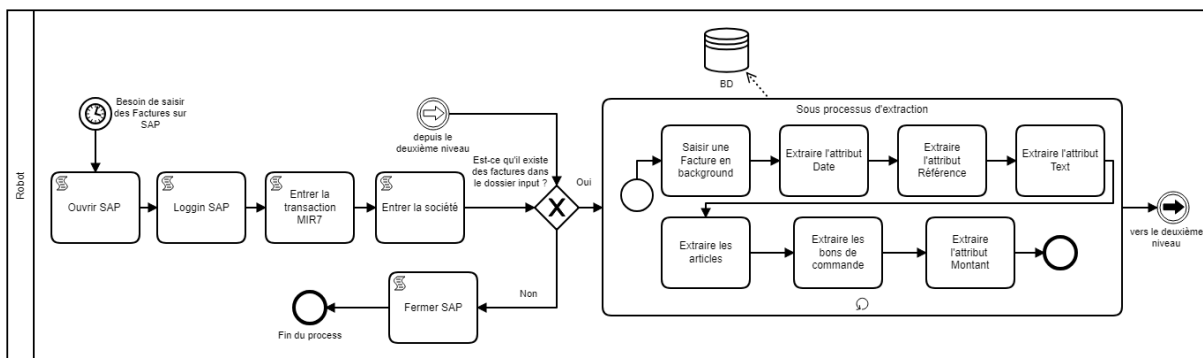 Robot
Besoin de saisir
des Factures sur
SAP
Ouvrir SAP
Loggin SAP
Entrer la
transaction
MIR7
Entrer la société
depuis le
deuxième niveau
Est-ce qu'il existe
des factures dans
le dossier input ?
Oui
Non
Fermer SAP
Fin du process
BD
Sous processus d'extraction
Saisir une
Facture en
background
Extraire l'attribut
Date
Extraire
l'attribut
Référence
Extraire l'attribut
Text
Extraire les
articles
Extraire les
bons de
commande
Extraire
l'attribut
Montant
vers le deuxième
niveau